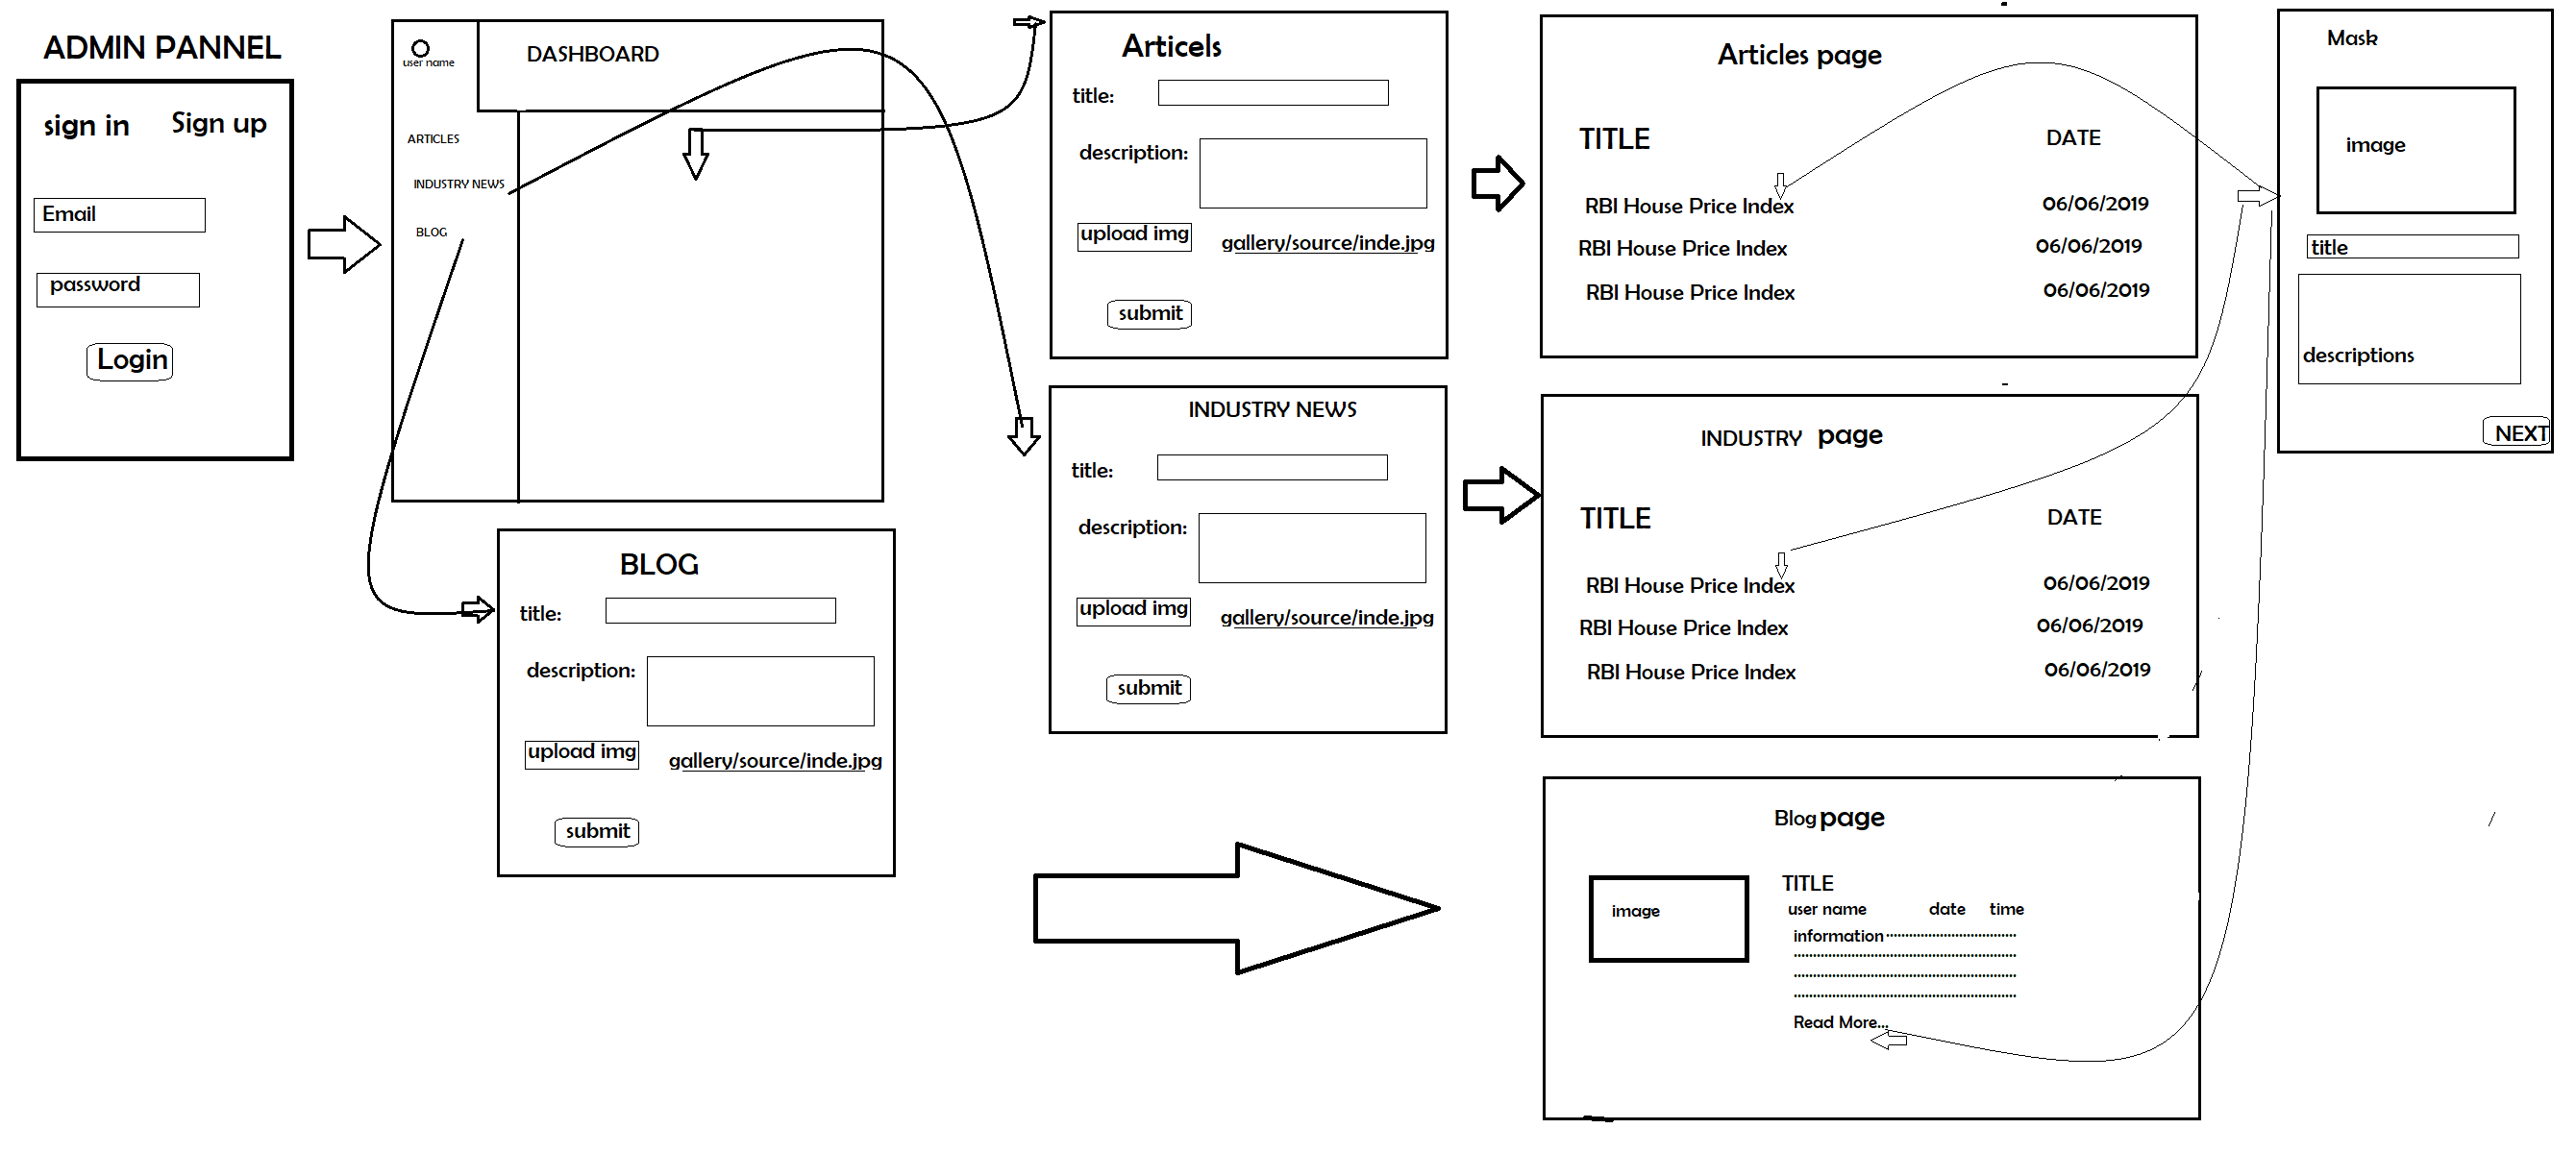 ADMIN PANNEL
sign in Sign up
Email
password
Login
user name
DASHBOARD
ARTICLES
INDUSTRY NEWS
BLOG
BLOG
title:
description:
upload img gallery/source/inde.jpg
submit
Articels
title:
description:
upload img gallery/source/inde.jpg
submit
INDUSTRY NEWS
title:
description:
upload img gallery/source/inde.jpg
submit
Articles page
TITLE DATE
RBI House Price Index 06/06/2019
RBI House Price Index 06/06/2019
RBI House Price Index 06/06/2019
INDUSTRY page
TITLE DATE
RBI House Price Index 06/06/2019
RBI House Price Index 06/06/2019
RBI House Price Index 06/06/2019
Blog page
image
TITLE
user name date time
information
Read More...
Mask
image
title
descriptions
NEXT